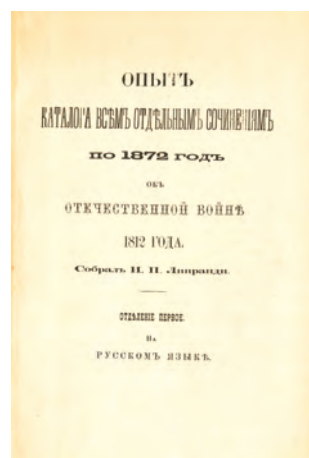 ОПЫТЪ
КАТАЛОГА ВСѢМЪ ОТДѢЛЬНЫМЪ СОЧИНЕНІЯМЪ
ПО 1872 ГОДЪ
ОБЪ
ОТЕЧЕСТВЕННОЙ ВОЙНѢ
1812 ГОДА.
Собралъ И. П. Липранди.
ОТДѢЛЕНІЕ ПЕРВОЕ.
На
РУССКОМЪ ЯЗЫКѢ.